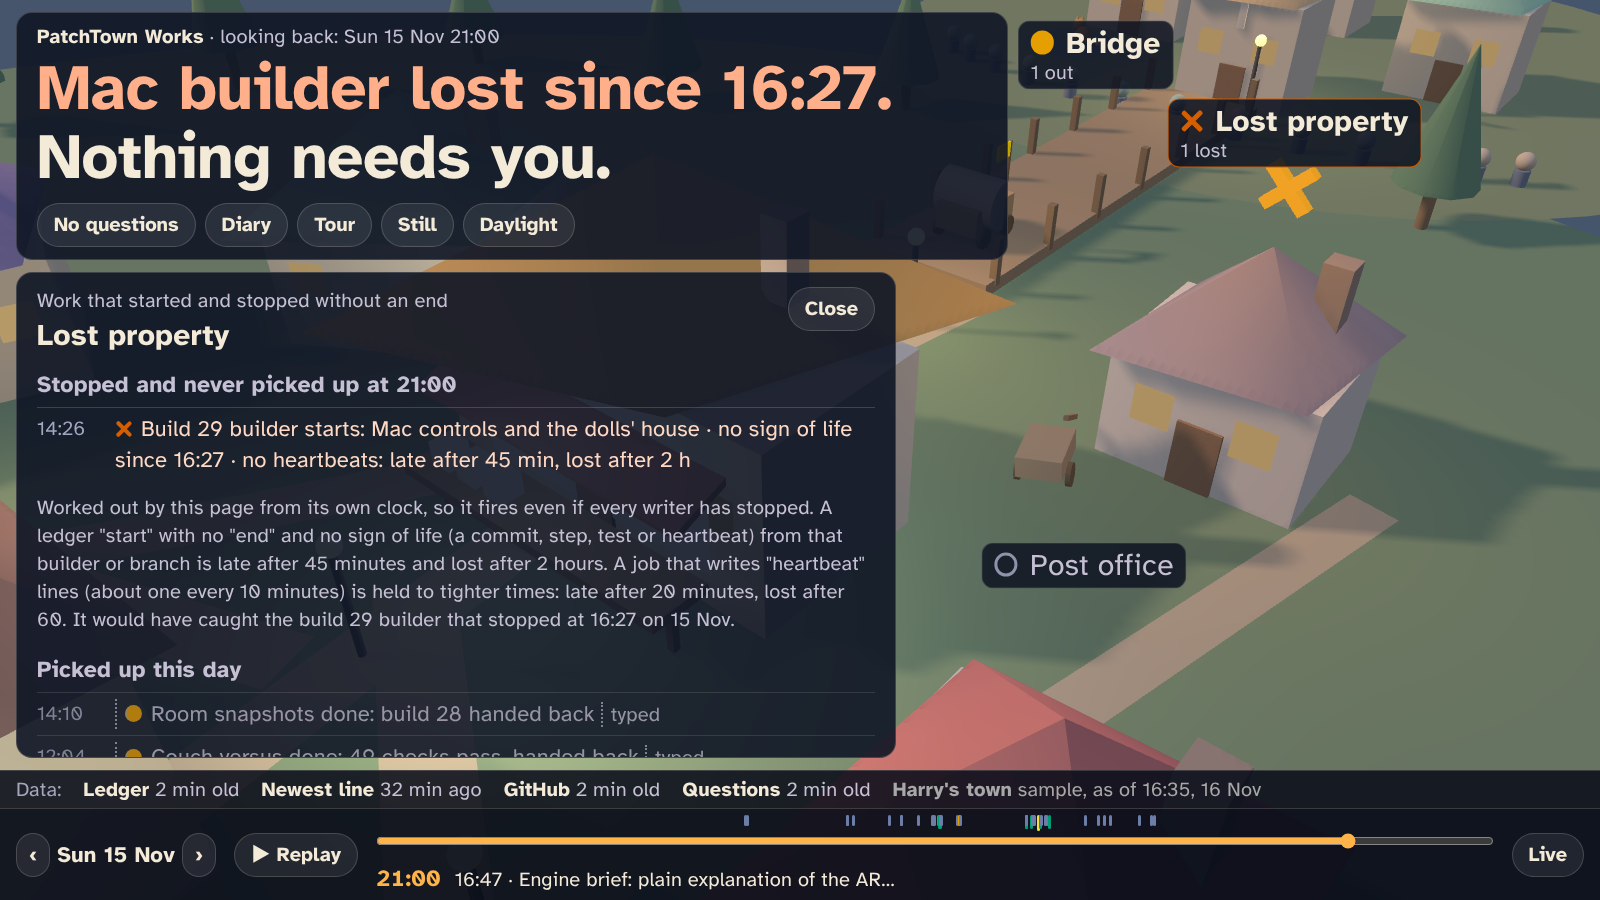 PatchTown Works · looking back: Sun 15 Nov 21:00
Mac builder lost since 16:27.
Nothing needs you.
No questions
Diary
Tour
Still
Daylight
Bridge
1 out
Lost property
1 lost
Work that started and stopped without an end
Close
Lost property
Stopped and never picked up at 21:00
14:26 Build 29 builder starts: Mac controls and the dolls' house · no sign of life
since 16:27 · no heartbeats: late after 45 min, lost after 2 h
Worked out by this page from its own clock, so it fires even if every writer has stopped. A
ledger "start" with no "end" and no sign of life (a commit, step, test or heartbeat) from that
builder or branch is late after 45 minutes and lost after 2 hours. A job that writes "heartbeat"
lines (about one every 10 minutes) is held to tighter times: late after 20 minutes, lost after
60. It would have caught the build 29 builder that stopped at 16:27 on 15 Nov.
Picked up this day
14:10 Room snapshots done: build 28 handed back typed
12:04 Couch versus done: 49 checks pass, handed back typed
Post office
Data: Ledger 2 min old Newest line 32 min ago GitHub 2 min old Questions 2 min old Harry's town sample, as of 16:35, 16 Nov
‹ Sun 15 Nov ›
Replay
21:00 16:47 · Engine brief: plain explanation of the AR...
Live